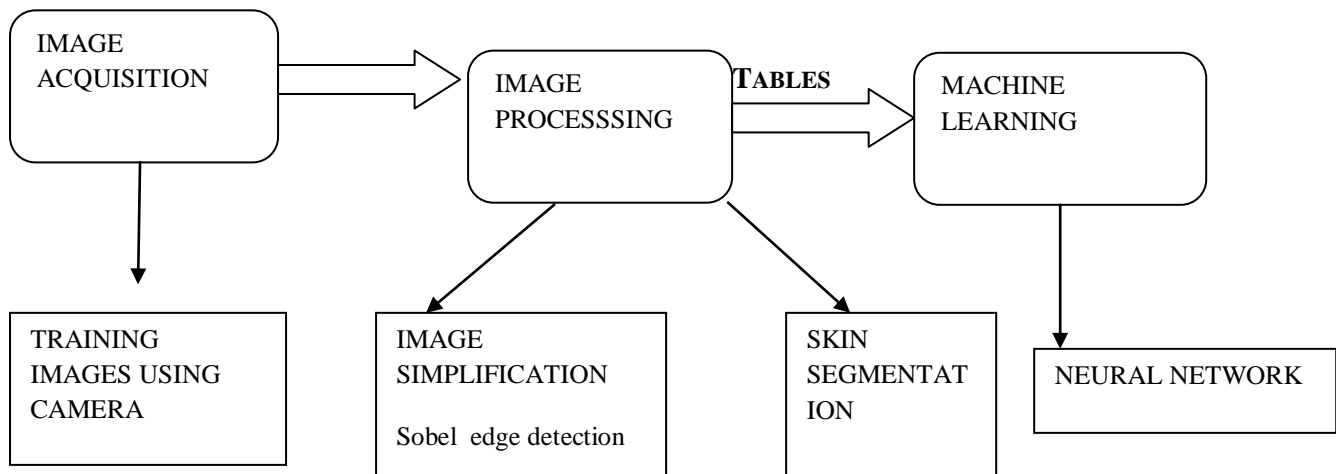 IMAGE
ACQUISITION
IMAGE
PROCESSSING
TABLES
MACHINE
LEARNING
TRAINING
IMAGES USING
CAMERA
IMAGE
SIMPLIFICATION
Sobel edge detection
SKIN
SEGMENTAT
ION
NEURAL NETWORK